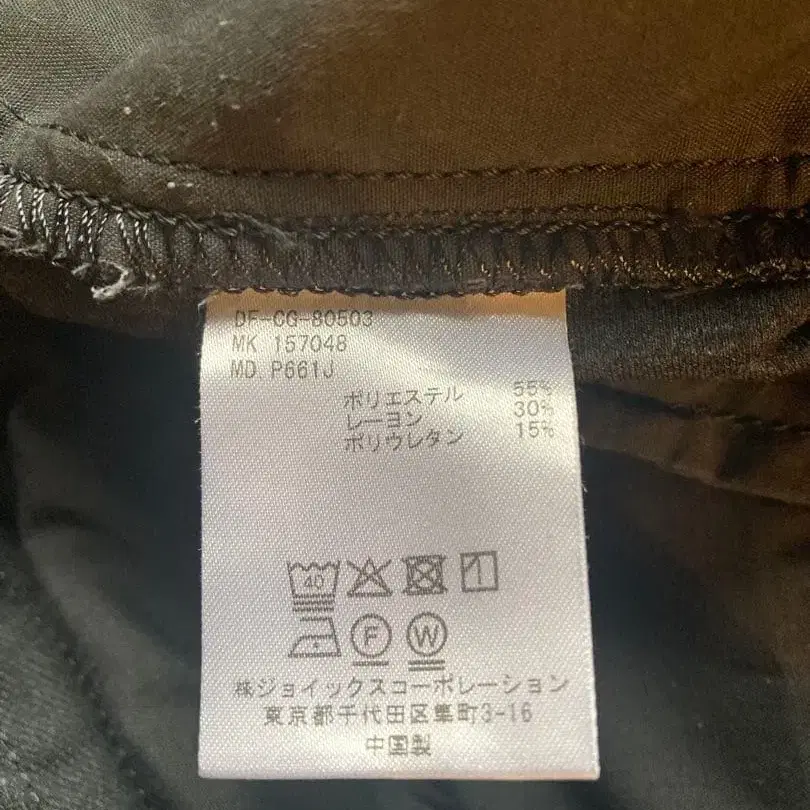 DF-CG-80503
MK 157048
MD P661J
ポリエステル 55%
レーヨン 30%
ポリウレタン 15%
40
F W
㈱ジョイックスコーポレーション
東京都千代田区隼町3-16
中国製